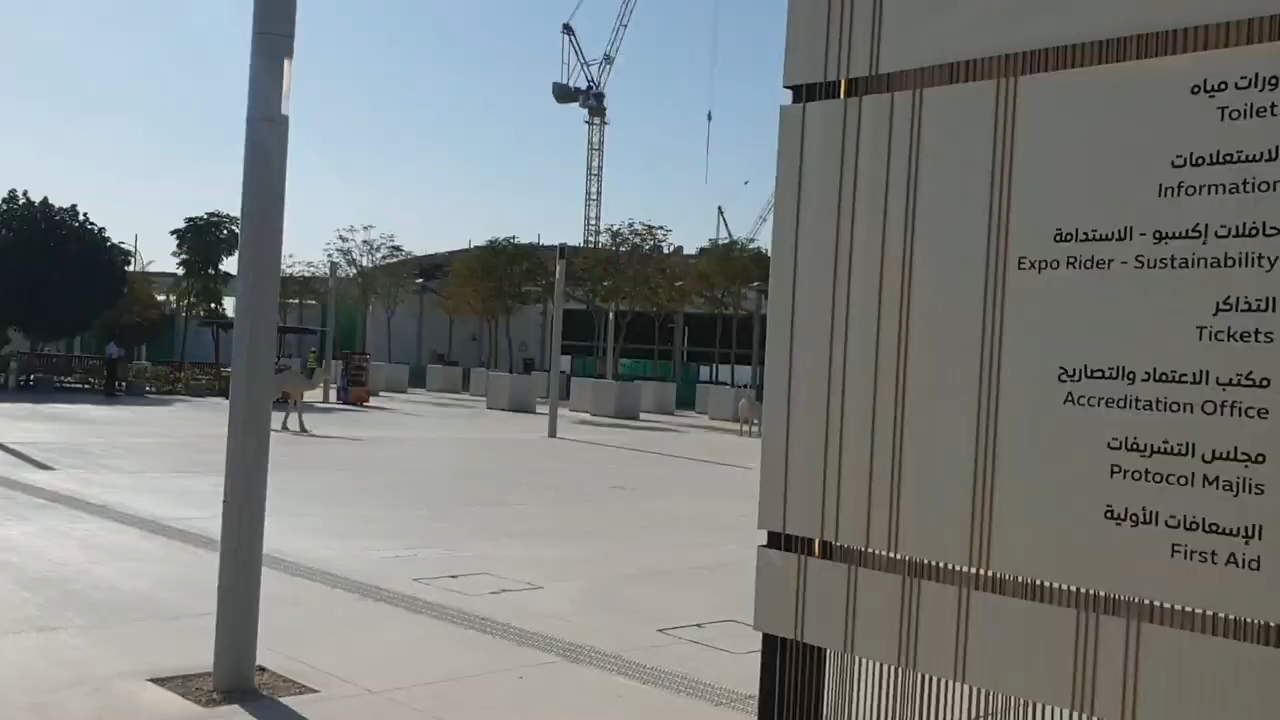 ورات مياه
Toilet
لاستعلامات
Information
حافلات إكسبو - الاستدامة
Expo Rider - Sustainability
التذاكر
Tickets
مكتب الاعتماد والتصاريح
Accreditation Office
مجلس التشريفات
Protocol Majlis
الإسعافات الأولية
First Aid